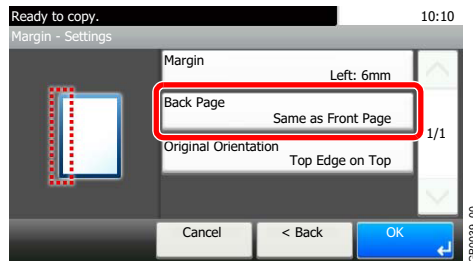 Ready to copy.
10:10
Margin - Settings
Margin
Left: 6mm
Back Page
Same as Front Page
1/1
Original Orientation
Top Edge on Top
Cancel
< Back
OK